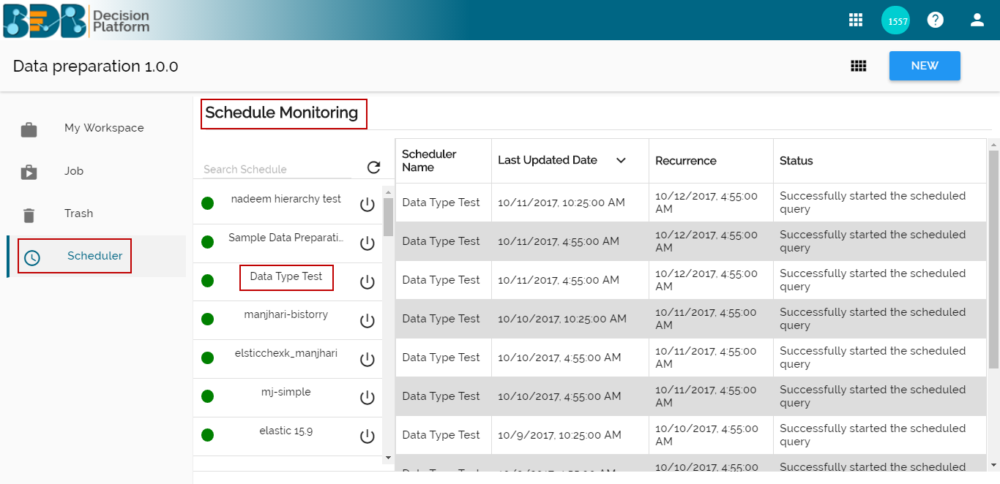 BDB Decision
Platform
1557
?
Data preparation 1.0.0
NEW
My Workspace
Job
Trash
Scheduler
Schedule Monitoring
Search Schedule
nadeem hierarchy test
Sample Data Preparati...
Data Type Test
manjhari-bistorry
elsticchexk_manjhari
mj-simple
elastic 15.9
Scheduler
Name
Last Updated Date
Recurrence
Status
Data Type Test
10/11/2017, 10:25:00 AM
10/12/2017, 4:55:00
AM
Successfully started the scheduled
query
Data Type Test
10/11/2017, 4:55:00 AM
10/12/2017, 4:55:00
AM
Successfully started the scheduled
query
Data Type Test
10/11/2017, 4:55:00 AM
10/12/2017, 4:55:00
AM
Successfully started the scheduled
query
Data Type Test
10/10/2017, 10:25:00 AM
10/11/2017, 4:55:00
AM
Successfully started the scheduled
query
Data Type Test
10/10/2017, 4:55:00 AM
10/11/2017, 4:55:00
AM
Successfully started the scheduled
query
Data Type Test
10/10/2017, 4:55:00 AM
10/11/2017, 4:55:00
AM
Successfully started the scheduled
query
Data Type Test
10/9/2017, 10:25:00 AM
10/10/2017, 4:55:00
AM
Successfully started the scheduled
query
10/10/2017, 4:55:00
Successfully started the scheduled